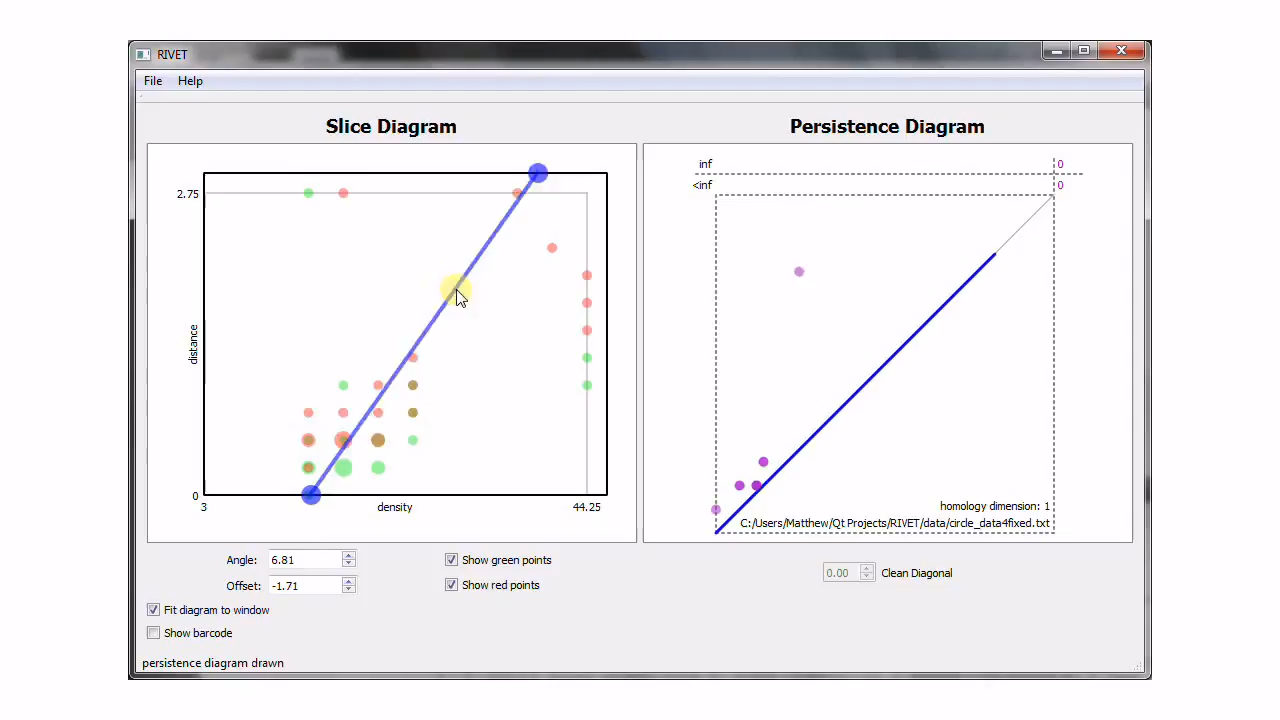 RIVET
File Help
Slice Diagram
Persistence Diagram
2.75
distance
0
3
density
44.25
inf
0
<inf
0
homology dimension: 1
C:/Users/Matthew/Qt Projects/RIVET/data/circle_data4fixed.txt
Angle: 6.81
Show green points
Offset: -1.71
Show red points
0.00 Clean Diagonal
Fit diagram to window
Show barcode
persistence diagram drawn